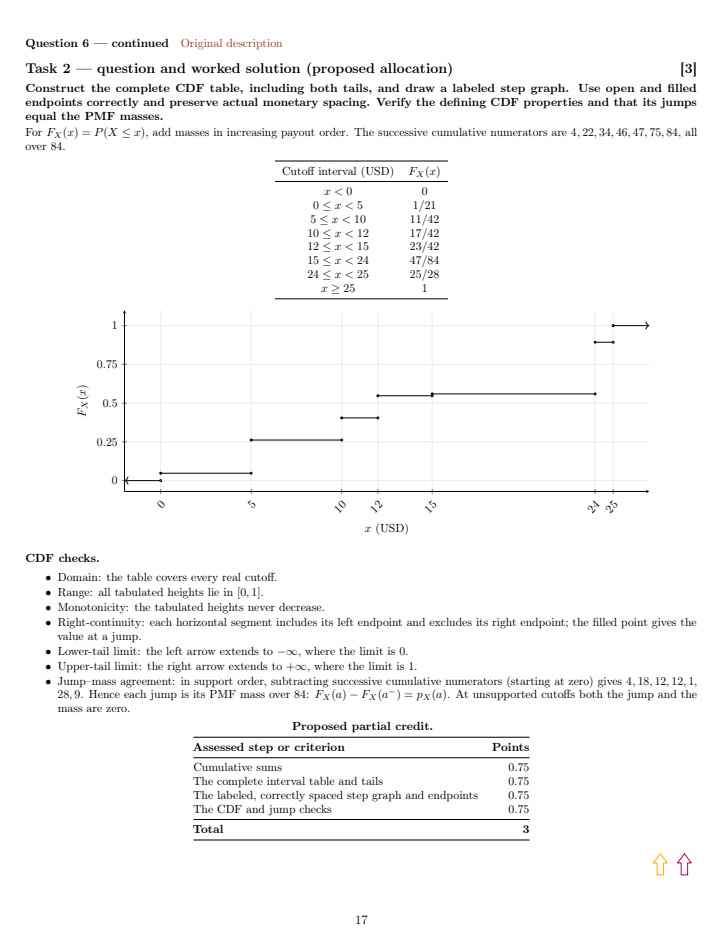 Question 6 — continued Original description
Task 2 — question and worked solution (proposed allocation) [3]
Construct the complete CDF table, including both tails, and draw a labeled step graph. Use open and filled
endpoints correctly and preserve actual monetary spacing. Verify the defining CDF properties and that its jumps
equal the PMF masses.
For F_X(x) = P(X ≤ x), add masses in increasing payout order. The successive cumulative numerators are 4, 22, 34, 46, 47, 75, 84, all
over 84.
Cutoff interval (USD) F_X(x)
x < 0 0
0 ≤ x < 5 1/21
5 ≤ x < 10 11/42
10 ≤ x < 12 17/42
12 ≤ x < 15 23/42
15 ≤ x < 24 47/84
24 ≤ x < 25 25/28
x ≥ 25 1
1
0.75
0.5
0.25
0
F_X(x)
0 5 10 12 15 24 25
x (USD)
CDF checks.
• Domain: the table covers every real cutoff.
• Range: all tabulated heights lie in [0, 1].
• Monotonicity: the tabulated heights never decrease.
• Right-continuity: each horizontal segment includes its left endpoint and excludes its right endpoint; the filled point gives the
value at a jump.
• Lower-tail limit: the left arrow extends to −∞, where the limit is 0.
• Upper-tail limit: the right arrow extends to +∞, where the limit is 1.
• Jump–mass agreement: in support order, subtracting successive cumulative numerators (starting at zero) gives 4, 18, 12, 12, 1,
28, 9. Hence each jump is its PMF mass over 84: F_X(a) − F_X(a⁻) = p_X(a). At unsupported cutoffs both the jump and the
mass are zero.
Proposed partial credit.
Assessed step or criterion Points
Cumulative sums 0.75
The complete interval table and tails 0.75
The labeled, correctly spaced step graph and endpoints 0.75
The CDF and jump checks 0.75
Total 3
17